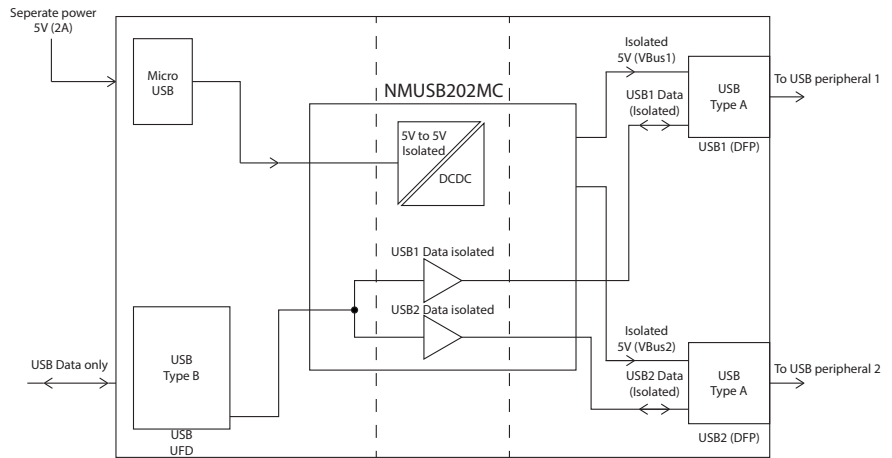 Seperate power
5V (2A)
Micro
USB
NMUSB202MC
5V to 5V
Isolated
DCDC
Isolated
5V (VBus1)
USB1 Data
(Isolated)
USB
Type A
To USB peripheral 1
USB1 (DFP)
USB1 Data isolated
USB2 Data isolated
USB Data only
USB
Type B
USB
UFD
Isolated
5V (VBus2)
USB2 Data
(Isolated)
USB
Type A
To USB peripheral 2
USB2 (DFP)